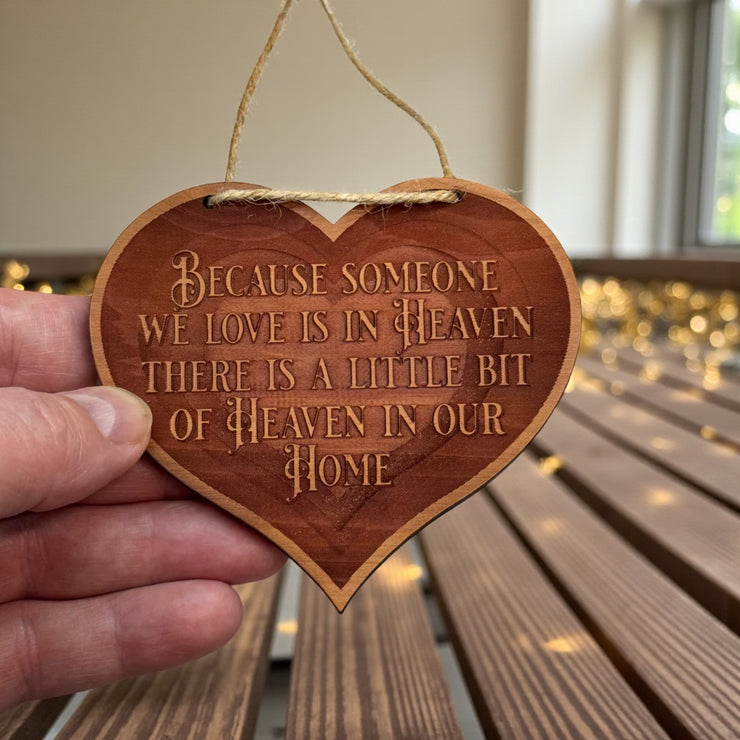 Because someone
we love is in Heaven
there is a little bit
of Heaven in our
Home